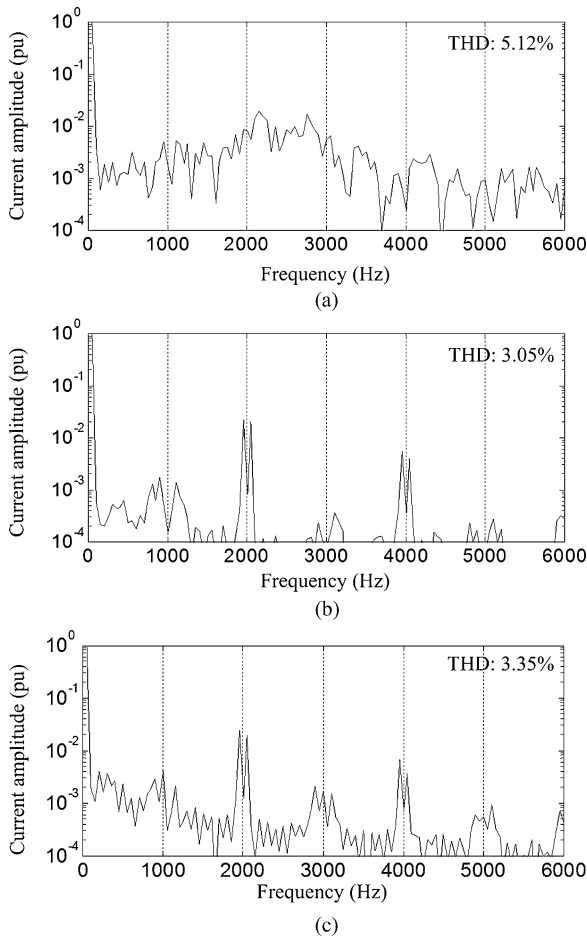 10^0
THD: 5.12%
10^-1
10^-2
10^-3
10^-4
Current amplitude (pu)
0 1000 2000 3000 4000 5000 6000
Frequency (Hz)
(a)
10^0
THD: 3.05%
10^-1
10^-2
10^-3
10^-4
Current amplitude (pu)
0 1000 2000 3000 4000 5000 6000
Frequency (Hz)
(b)
10^0
THD: 3.35%
10^-1
10^-2
10^-3
10^-4
Current amplitude (pu)
0 1000 2000 3000 4000 5000 6000
Frequency (Hz)
(c)